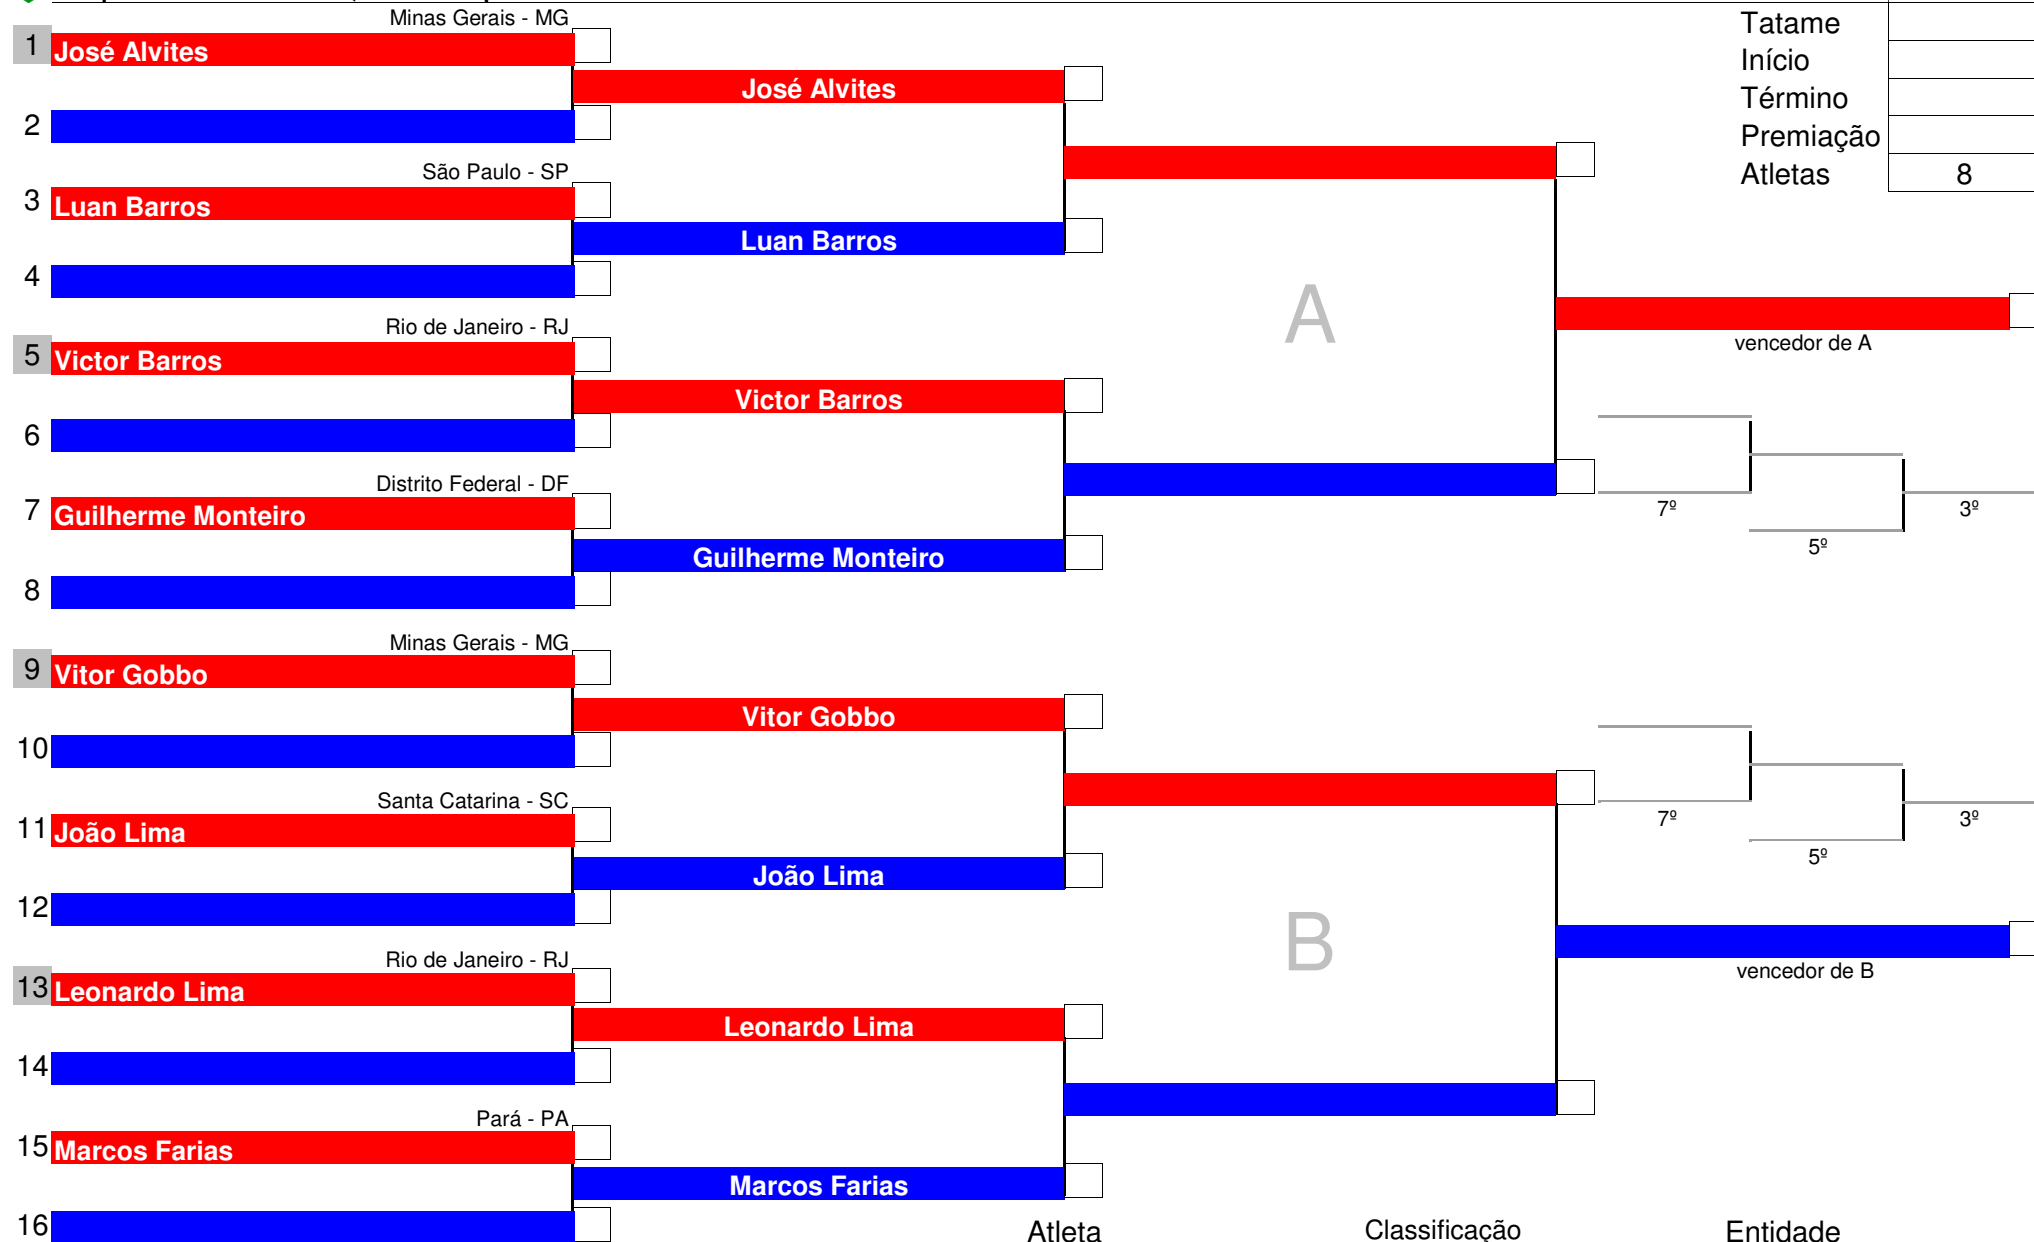 Minas Gerais - MG
1 José Alvites
José Alvites
2
São Paulo - SP
3 Luan Barros
Luan Barros
4
Rio de Janeiro - RJ
5 Victor Barros
Victor Barros
6
Distrito Federal - DF
7 Guilherme Monteiro
Guilherme Monteiro
8
Minas Gerais - MG
9 Vitor Gobbo
Vitor Gobbo
10
Santa Catarina - SC
11 João Lima
João Lima
12
Rio de Janeiro - RJ
13 Leonardo Lima
Leonardo Lima
14
Pará - PA
15 Marcos Farias
Marcos Farias
16
A
B
Tatame
Início
Término
Premiação
Atletas 8
vencedor de A
7º 3º
5º
7º 3º
5º
vencedor de B
Atleta Classificação Entidade